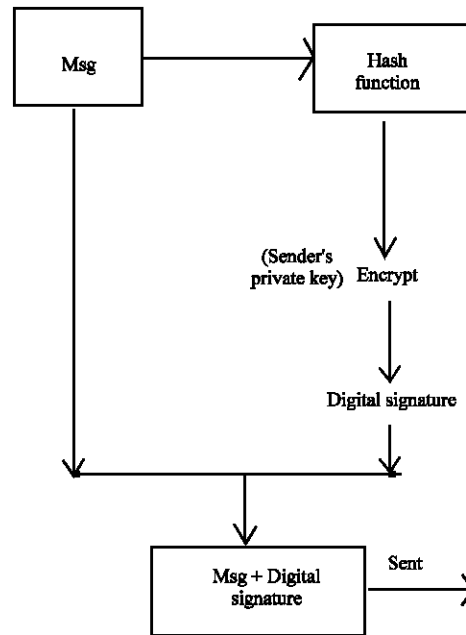 Msg
Hash
function
(Sender's
private key)
Encrypt
Digital signature
Msg + Digital
signature
Sent